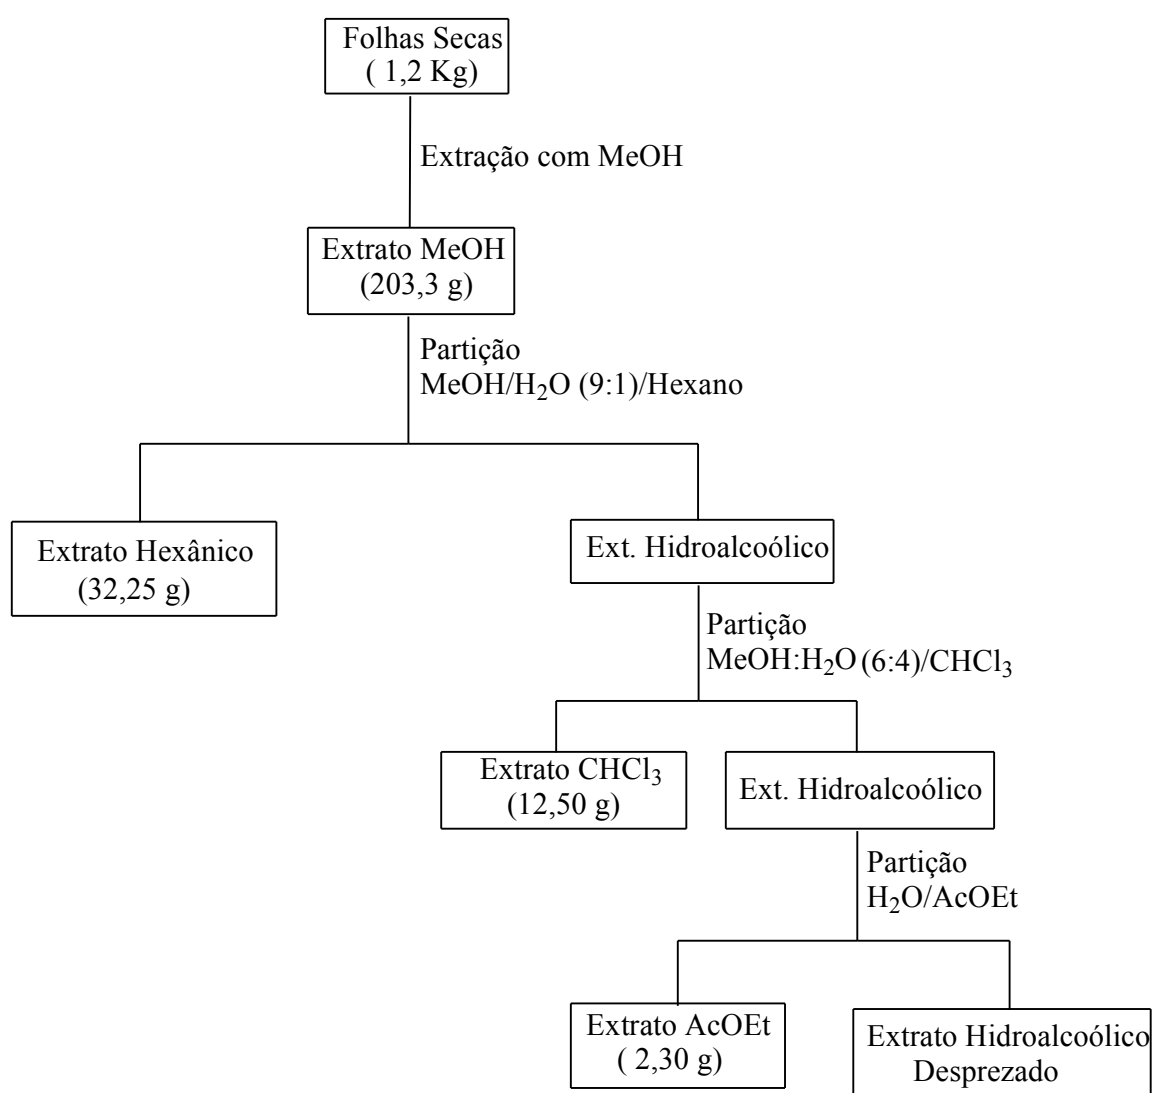 Folhas Secas
( 1,2 Kg)
Extração com MeOH
Extrato MeOH
(203,3 g)
Partição
MeOH/H2O (9:1)/Hexano
Extrato Hexânico
(32,25 g)
Ext. Hidroalcoólico
Partição
MeOH:H2O (6:4)/CHCl3
Extrato CHCl3
(12,50 g)
Ext. Hidroalcoólico
Partição
H2O/AcOEt
Extrato AcOEt
( 2,30 g)
Extrato Hidroalcoólico
Desprezado